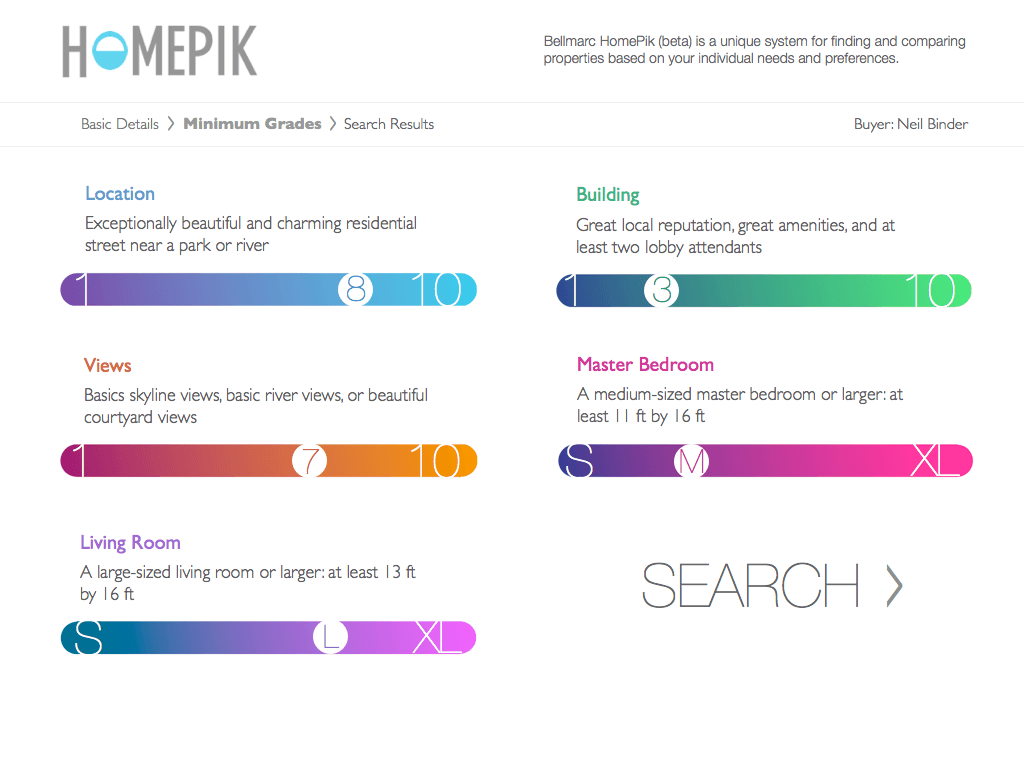 HOMEPIK
Bellmarc HomePik (beta) is a unique system for finding and comparing
properties based on your individual needs and preferences.
Basic Details > Minimum Grades > Search Results
Buyer: Neil Binder
Location
Exceptionally beautiful and charming residential
street near a park or river
1 8 10
Building
Great local reputation, great amenities, and at
least two lobby attendants
1 3 10
Views
Basics skyline views, basic river views, or beautiful
courtyard views
1 7 10
Master Bedroom
A medium-sized master bedroom or larger: at
least 11 ft by 16 ft
S M XL
Living Room
A large-sized living room or larger: at least 13 ft
by 16 ft
S L XL
SEARCH >